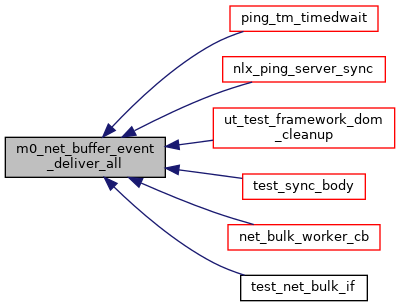 ping_tm_timedwait
nlx_ping_server_sync
ut_test_framework_dom
_cleanup
m0_net_buffer_event
_deliver_all
test_sync_body
net_bulk_worker_cb
test_net_bulk_if